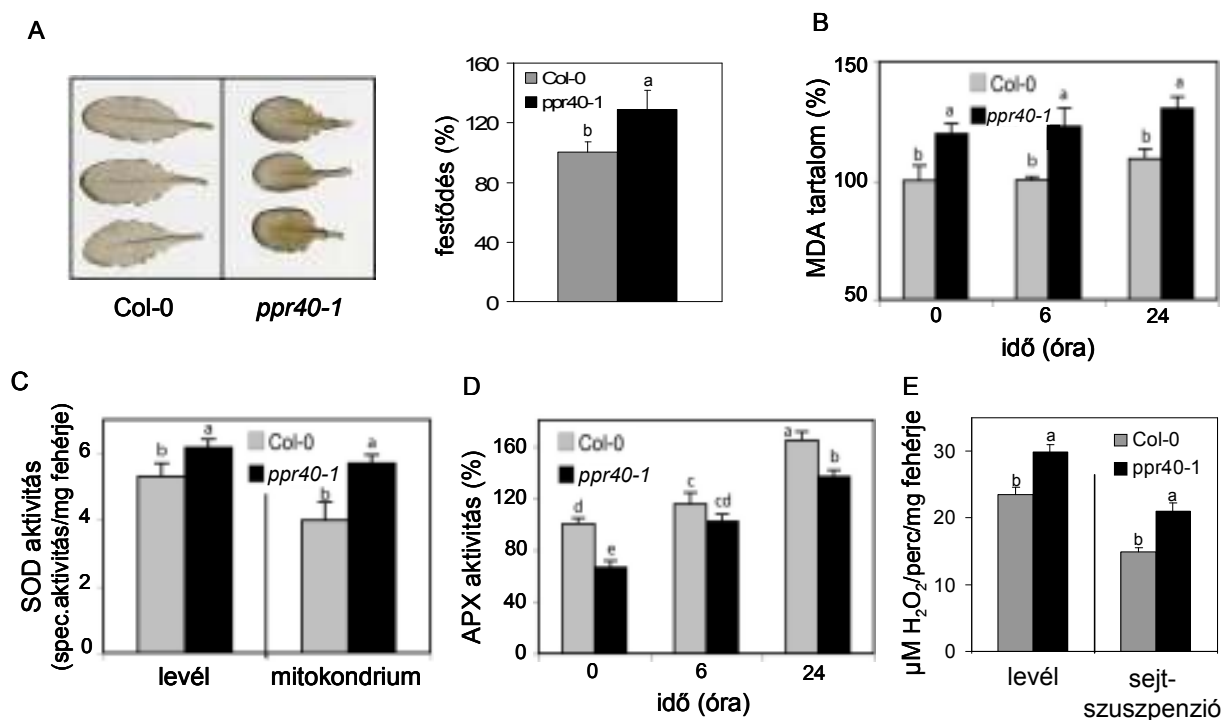 A
Col-0
ppr40-1
160
120
80
40
0
festődés (%)
Col-0
ppr40-1
b
a
B
150
100
50
MDA tartalom (%)
Col-0
ppr40-1
b
a
b
a
b
a
0
6
24
idő (óra)
C
6
4
2
0
SOD aktivitás
(spec.aktivitás/mg fehérje)
Col-0
ppr40-1
b
a
b
a
levél
mitokondrium
D
160
120
80
40
0
APX aktivitás (%)
Col-0
ppr40-1
d
e
c
cd
a
b
0
6
24
idő (óra)
E
30
20
10
0
µM H₂O₂/perc/mg fehérje
Col-0
ppr40-1
b
a
b
a
levél
sejt-
szuszpenzió